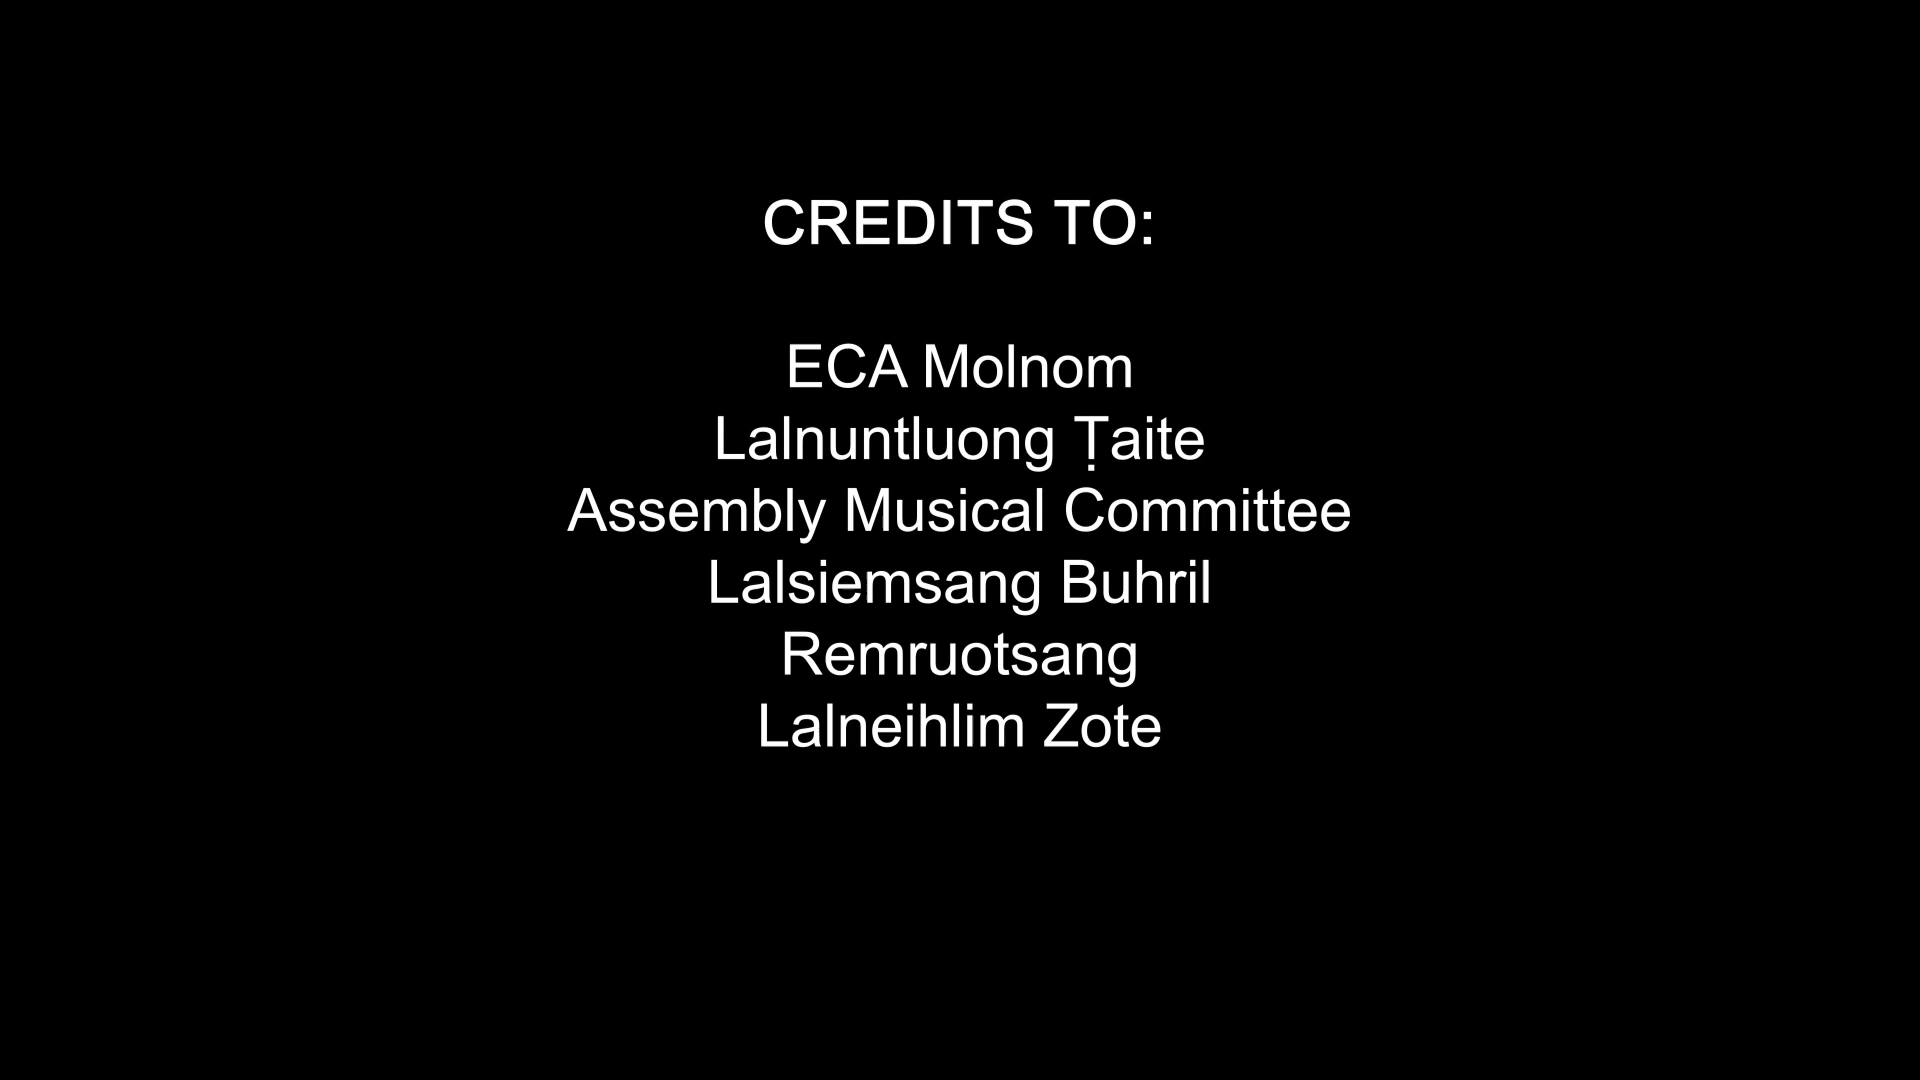 CREDITS TO:
ECA Molnom
Lalnuntluong Ṭaite
Assembly Musical Committee
Lalsiemsang Buhril
Remruotsang
Lalneihlim Zote